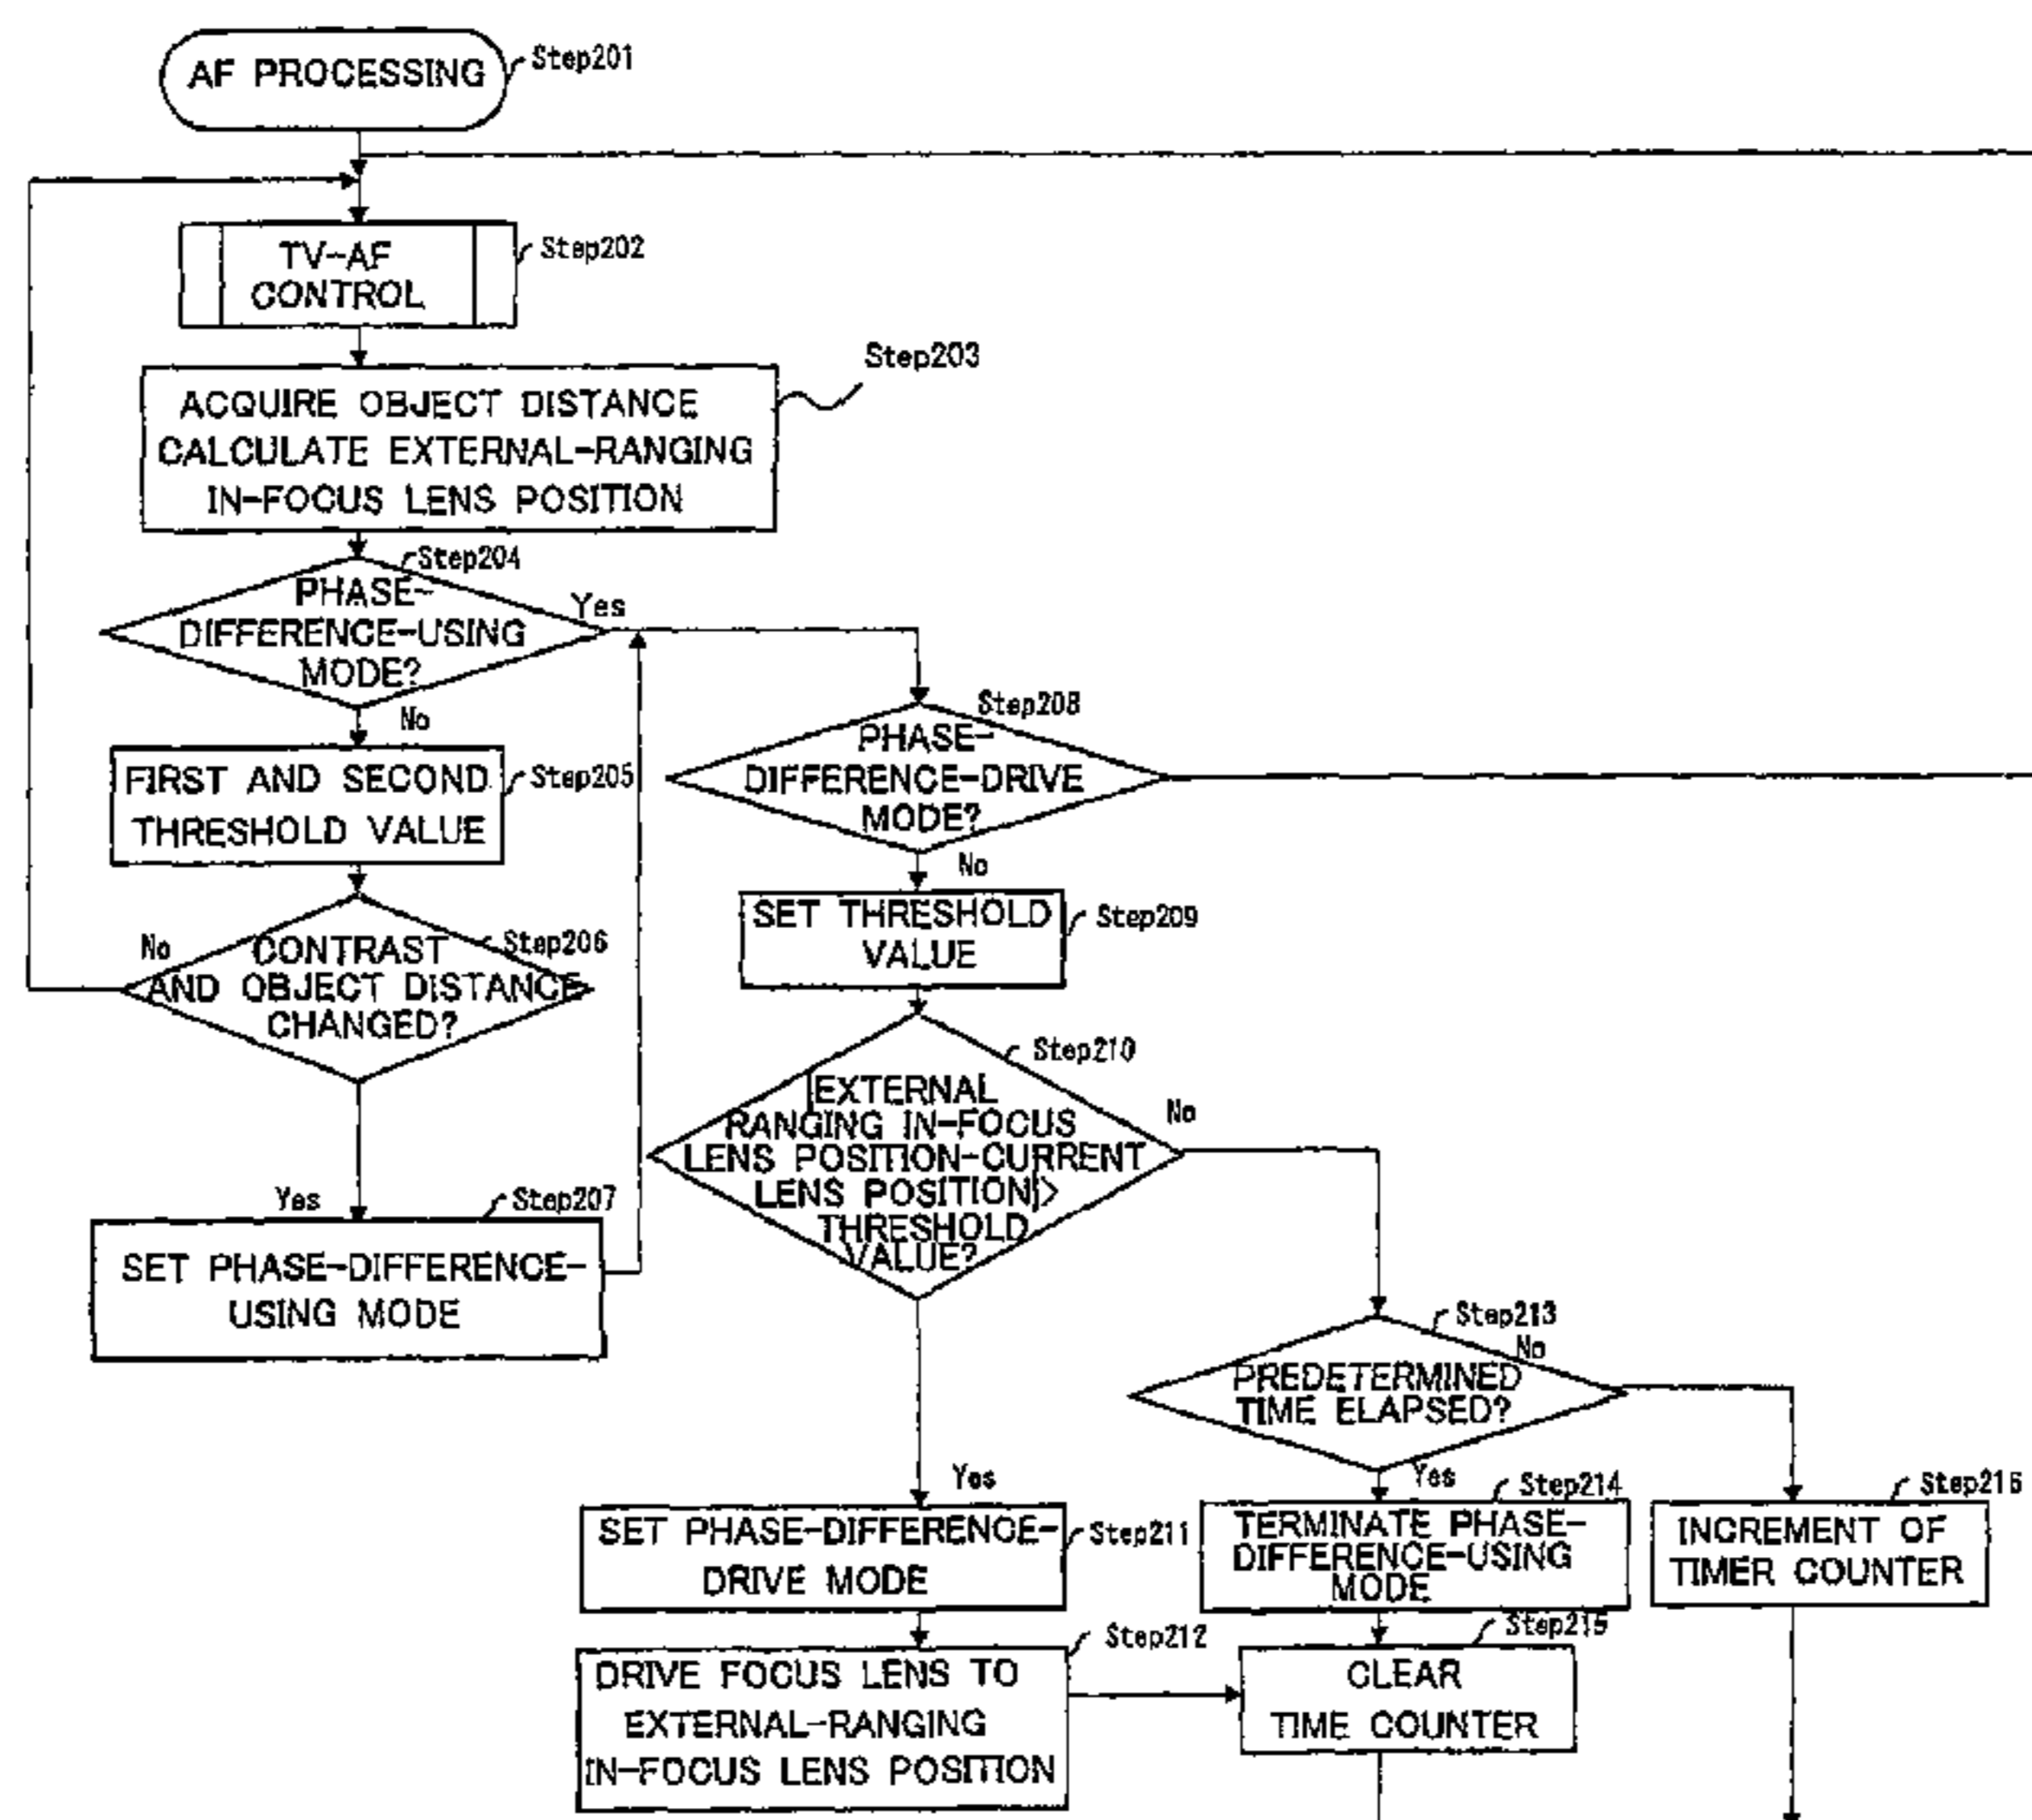 AF PROCESSING
Step201
TV-AF
CONTROL
Step202
Step203
ACQUIRE OBJECT DISTANCE
CALCULATE EXTERNAL-RANGING
IN-FOCUS LENS POSITION
Step204
PHASE-
DIFFERENCE-USING
MODE?
Yes
No
FIRST AND SECOND
THRESHOLD VALUE
Step205
Step206
No
CONTRAST
AND OBJECT DISTANCE
CHANGED?
Yes
Step207
SET PHASE-DIFFERENCE-
USING MODE
Step208
PHASE-
DIFFERENCE-DRIVE
MODE?
No
SET THRESHOLD
VALUE
Step209
Step210
|EXTERNAL
RANGING IN-FOCUS
LENS POSITION-CURRENT
LENS POSITION|>
THRESHOLD
VALUE?
No
Yes
SET PHASE-DIFFERENCE-
DRIVE MODE
Step211
Step212
DRIVE FOCUS LENS TO
EXTERNAL-RANGING
IN-FOCUS LENS POSITION
Step213
No
PREDETERMINED
TIME ELAPSED?
Yes
Step214
TERMINATE PHASE-
DIFFERENCE-USING
MODE
Step215
CLEAR
TIME COUNTER
Step216
INCREMENT OF
TIMER COUNTER